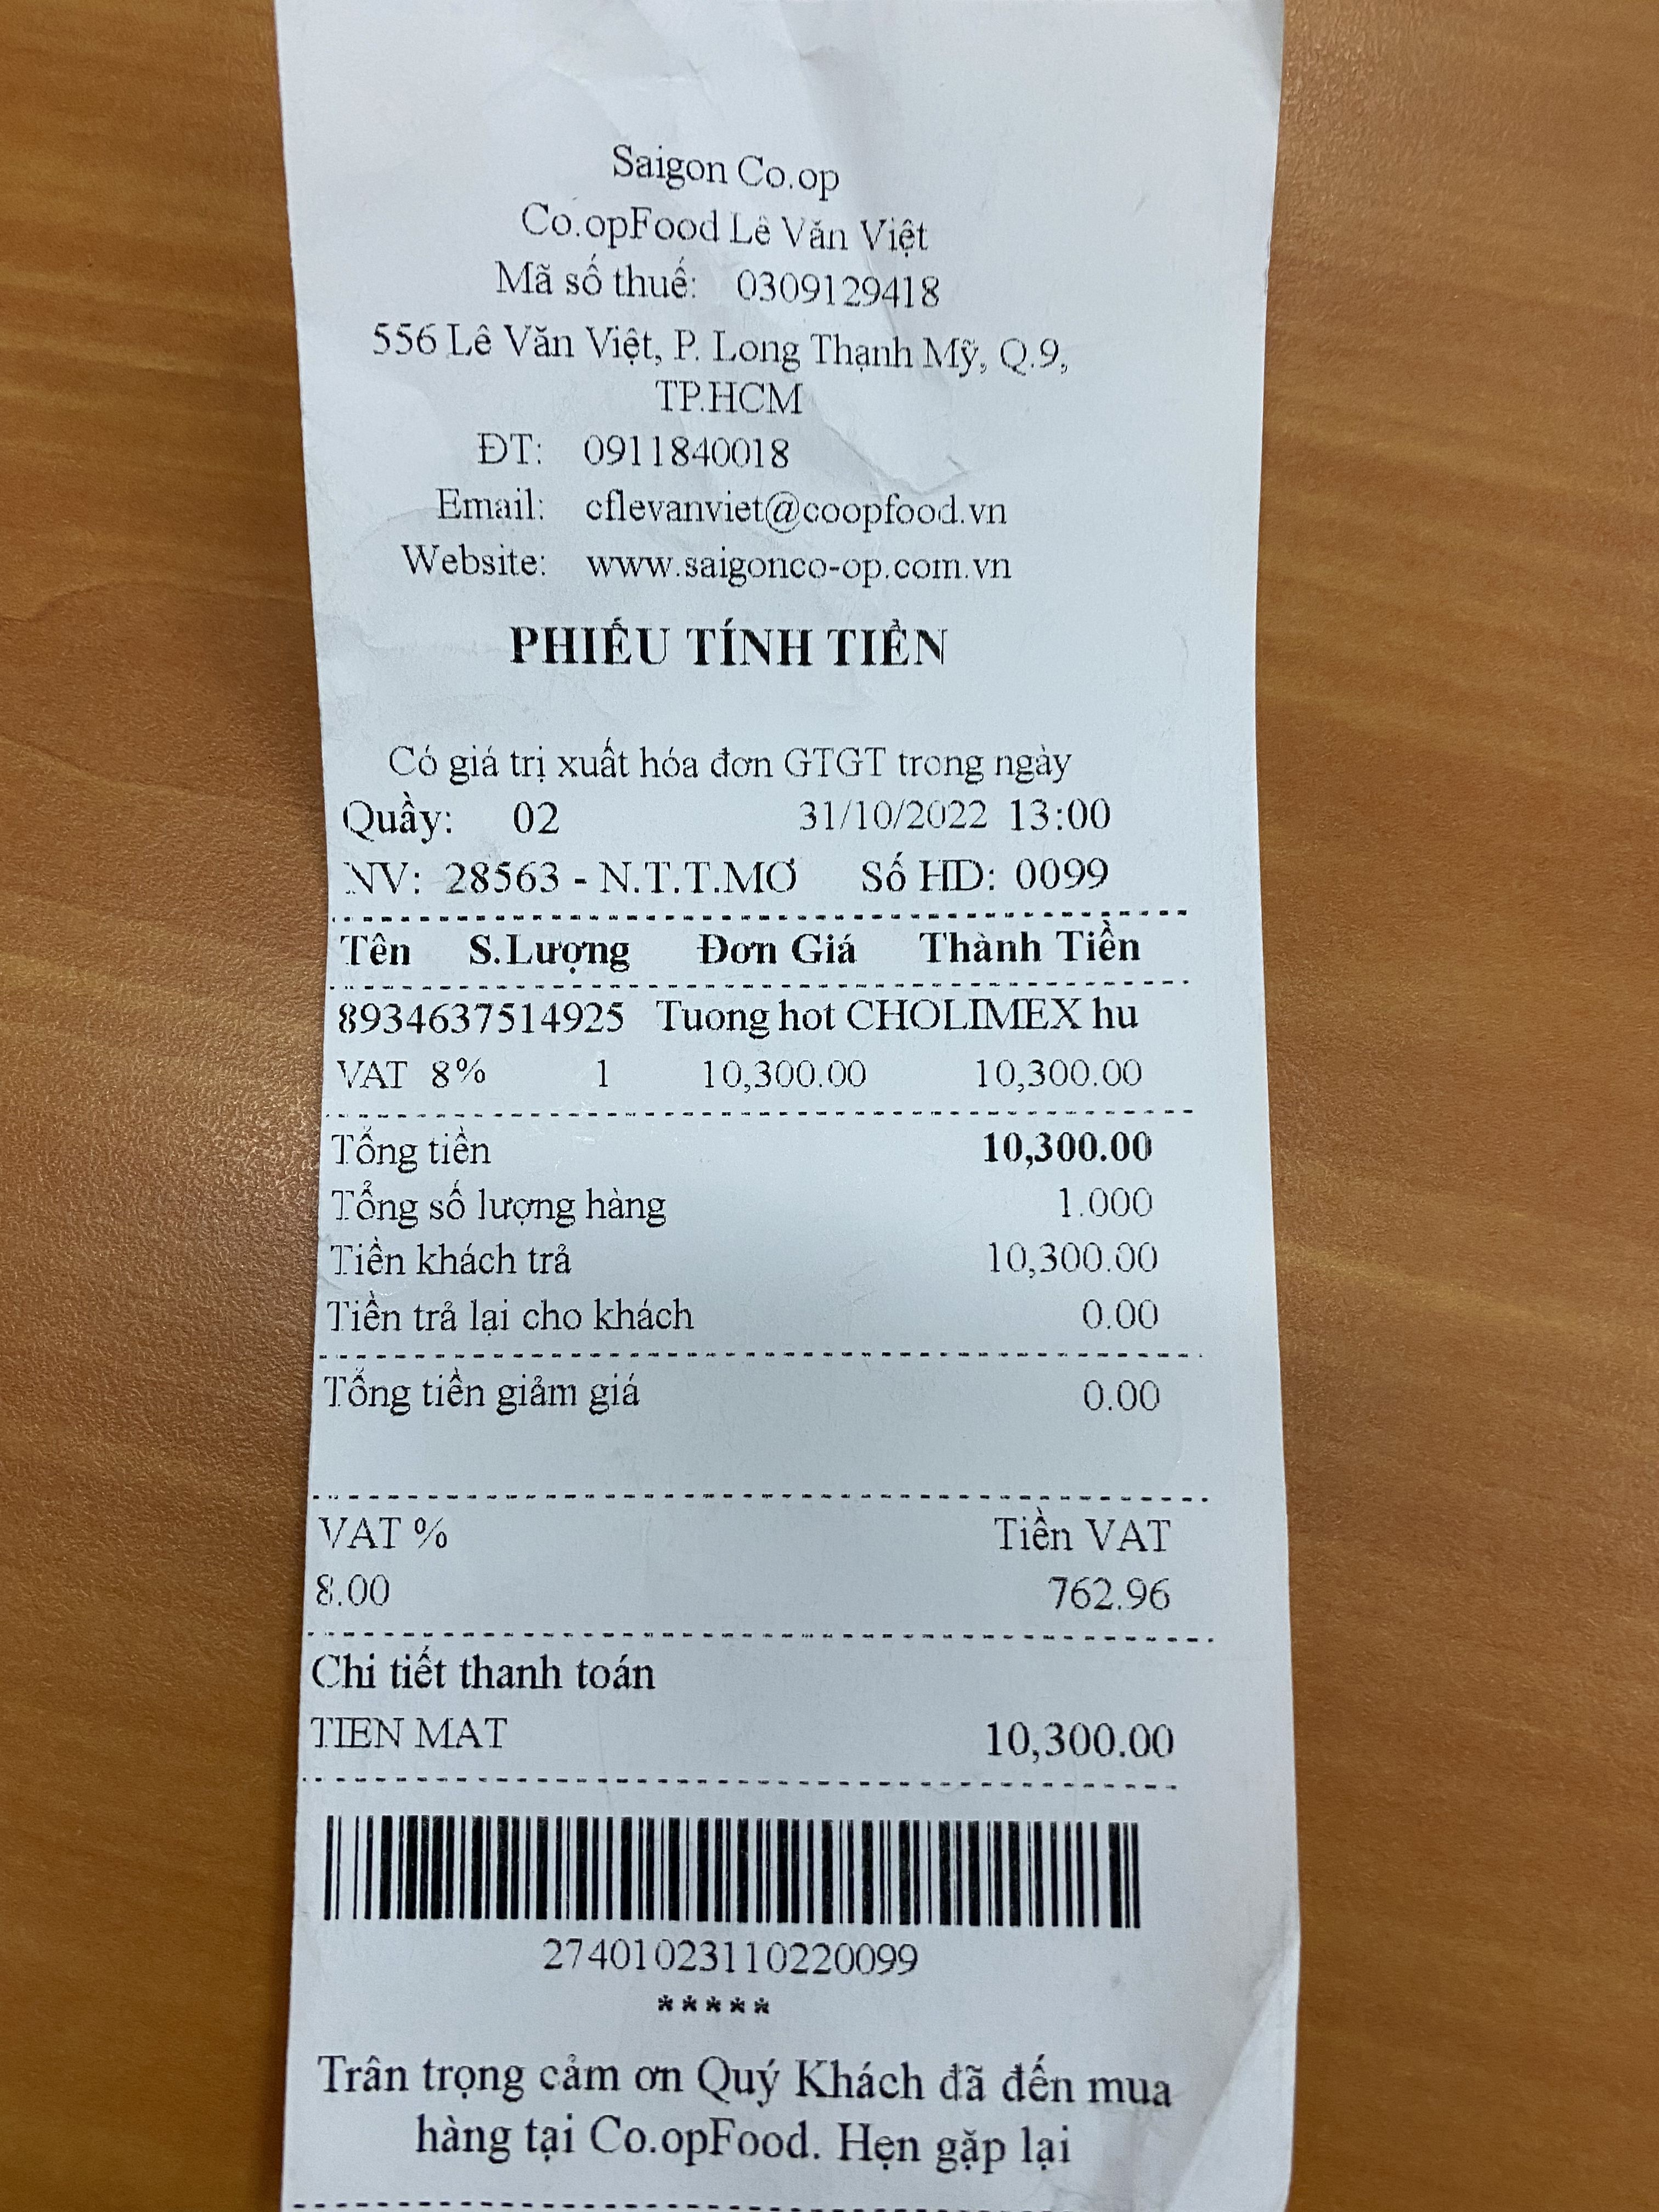 Saigon Co.op
Co.opFood Lê Văn Việt
Mã số thuế: 0309129418
556 Lê Văn Việt, P. Long Thạnh Mỹ, Q.9,
TP.HCM
ĐT: 0911840018
Email: cflevanviet@coopfood.vn
Website: www.saigonco-op.com.vn
PHIẾU TÍNH TIỀN
Có giá trị xuất hóa đơn GTGT trong ngày
Quầy: 02 31/10/2022 13:00
NV: 28563 - N.T.T.MƠ Số HD: 0099
Tên S.Lượng Đơn Giá Thành Tiền
8934637514925 Tuong hot CHOLIMEX hu
VAT 8% 1 10,300.00 10,300.00
Tổng tiền 10,300.00
Tổng số lượng hàng 1.000
Tiền khách trả 10,300.00
Tiền trả lại cho khách 0.00
Tổng tiền giảm giá 0.00
VAT % Tiền VAT
8.00 762.96
Chi tiết thanh toán
TIEN MAT 10,300.00
27401023110220099
*****
Trân trọng cảm ơn Quý Khách đã đến mua
hàng tại Co.opFood. Hẹn gặp lại